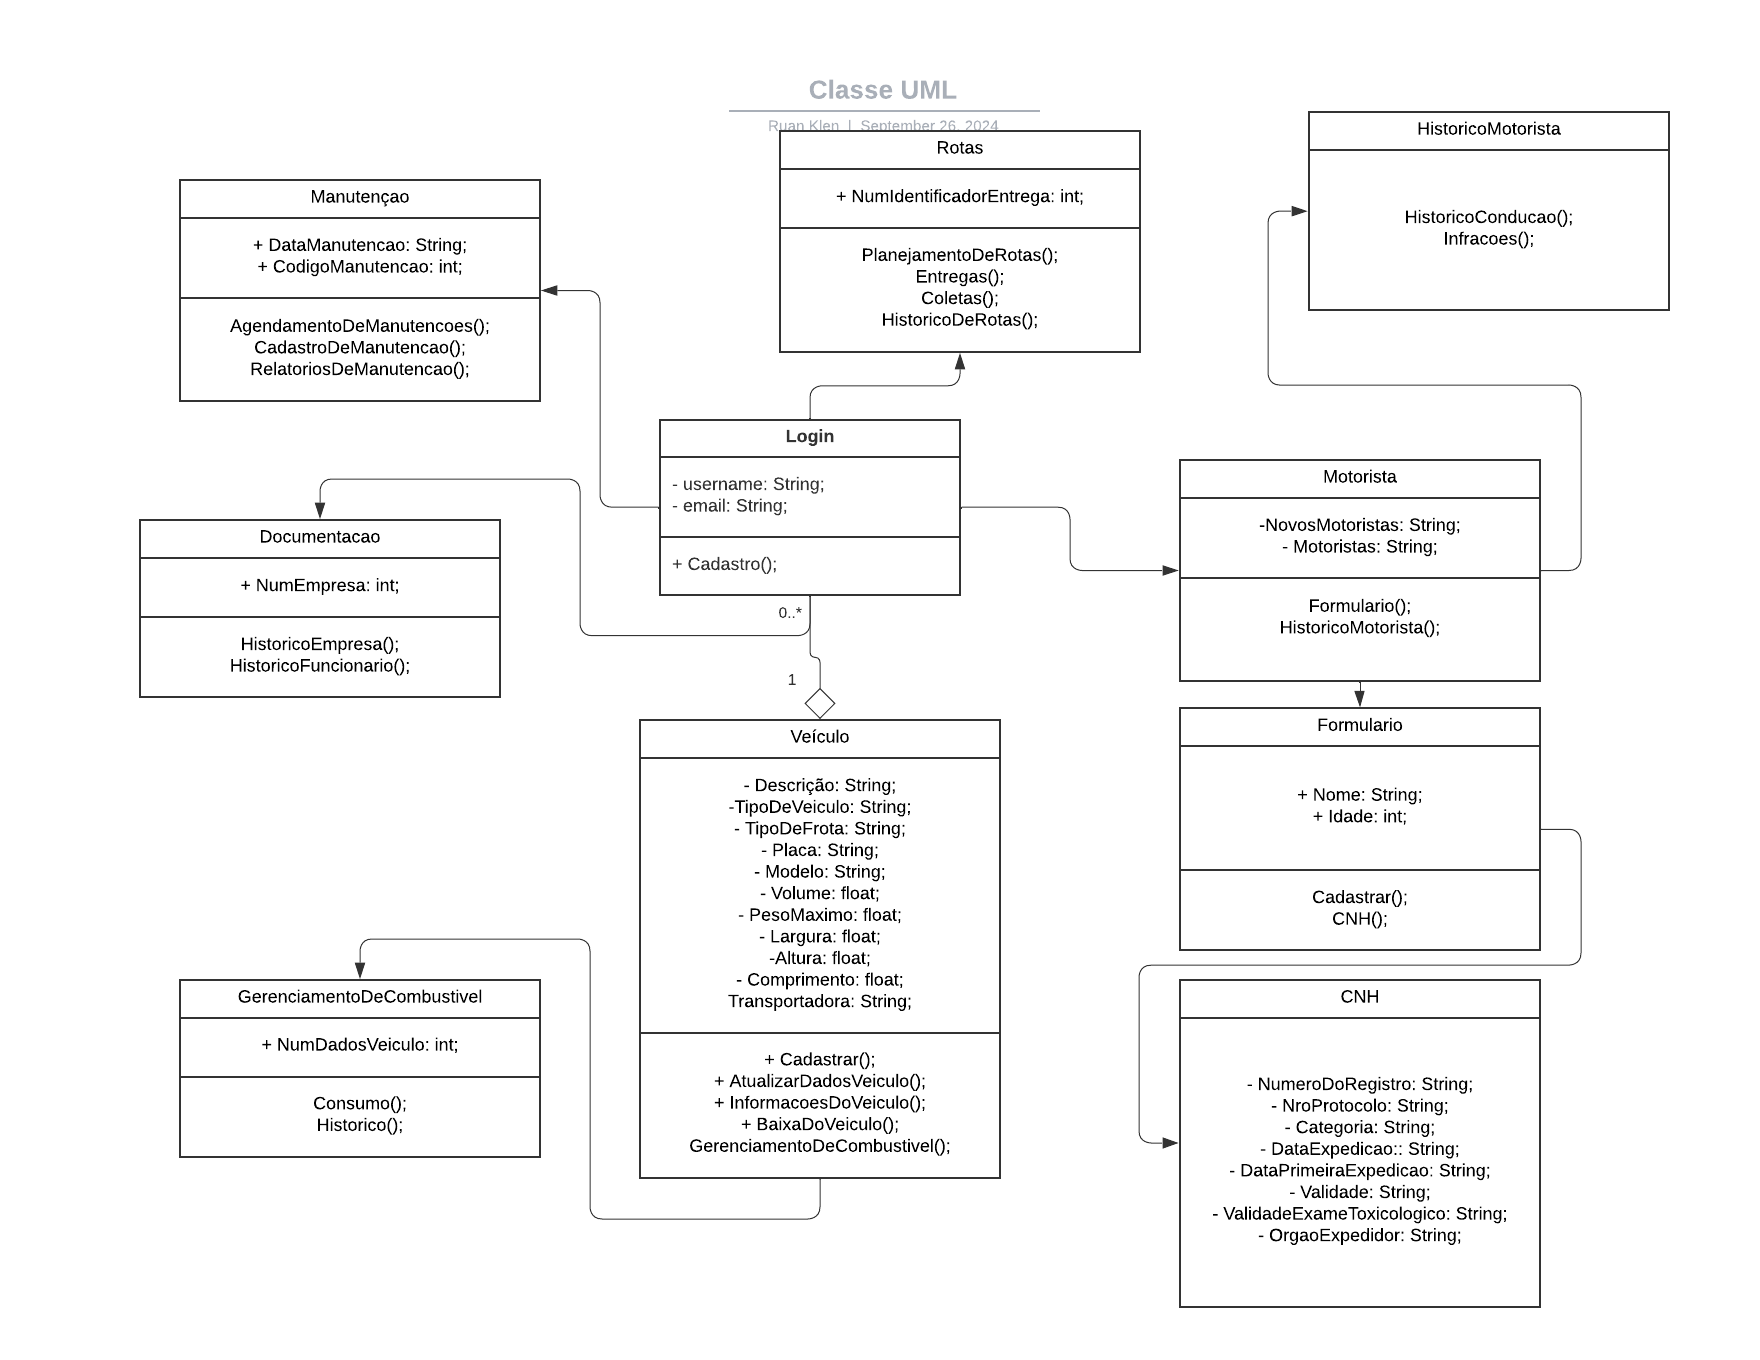 Classe UML
Ruan Klen | September 26, 2024
Rotas
+ NumIdentificadorEntrega: int;
PlanejamentoDeRotas();
Entregas();
Coletas();
HistoricoDeRotas();
HistoricoMotorista
HistoricoConducao();
Infracoes();
Manutençao
+ DataManutencao: String;
+ CodigoManutencao: int;
AgendamentoDeManutencoes();
CadastroDeManutencao();
RelatoriosDeManutencao();
Login
- username: String;
- email: String;
+ Cadastro();
0..*
1
Motorista
-NovosMotoristas: String;
- Motoristas: String;
Formulario();
HistoricoMotorista();
Documentacao
+ NumEmpresa: int;
HistoricoEmpresa();
HistoricoFuncionario();
Veículo
- Descrição: String;
-TipoDeVeiculo: String;
- TipoDeFrota: String;
- Placa: String;
- Modelo: String;
- Volume: float;
- PesoMaximo: float;
- Largura: float;
-Altura: float;
- Comprimento: float;
Transportadora: String;
+ Cadastrar();
+ AtualizarDadosVeiculo();
+ InformacoesDoVeiculo();
+ BaixaDoVeiculo();
GerenciamentoDeCombustivel();
Formulario
+ Nome: String;
+ Idade: int;
Cadastrar();
CNH();
GerenciamentoDeCombustivel
+ NumDadosVeiculo: int;
Consumo();
Historico();
CNH
- NumeroDoRegistro: String;
- NroProtocolo: String;
- Categoria: String;
- DataExpedicao:: String;
- DataPrimeiraExpedicao: String;
- Validade: String;
- ValidadeExameToxicologico: String;
- OrgaoExpedidor: String;